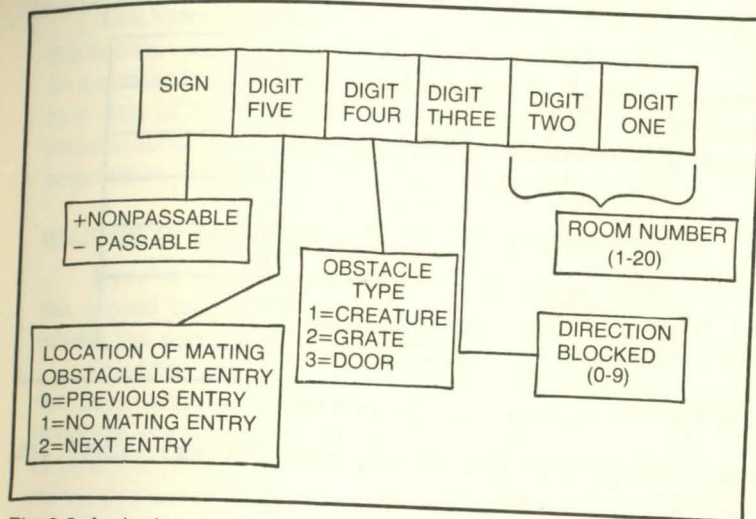 SIGN
DIGIT
FIVE
DIGIT
FOUR
DIGIT
THREE
DIGIT
TWO
DIGIT
ONE
+NONPASSABLE
– PASSABLE
ROOM NUMBER
(1-20)
OBSTACLE
TYPE
1=CREATURE
2=GRATE
3=DOOR
DIRECTION
BLOCKED
(0-9)
LOCATION OF MATING
OBSTACLE LIST ENTRY
0=PREVIOUS ENTRY
1=NO MATING ENTRY
2=NEXT ENTRY